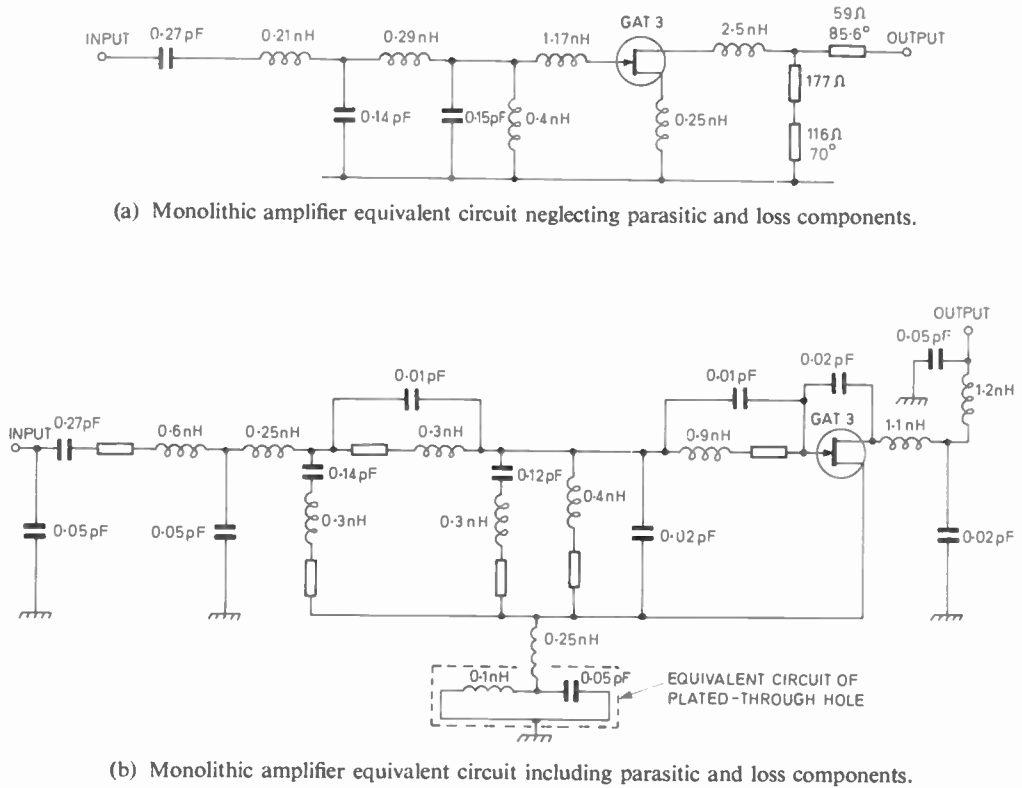 GAT 3
59Ω
85·6°
INPUT
0·27pF
0·21nH
0·29nH
1·17nH
2·5nH
OUTPUT
177Ω
0·14pF
0·15pF
0·4nH
0·25nH
116Ω
70°
(a) Monolithic amplifier equivalent circuit neglecting parasitic and loss components.
OUTPUT
0·05pF
0·02pF
0·01pF
0·01pF
1·2nH
GAT 3
INPUT
0·27pF
0·6nH
0·25nH
0·3nH
0·9nH
1·1nH
0·14pF
0·12pF
0·4nH
0·3nH
0·3nH
0·05pF
0·05pF
0·02pF
0·02pF
0·25nH
0·1nH
0·05pF
EQUIVALENT CIRCUIT OF
PLATED-THROUGH HOLE
(b) Monolithic amplifier equivalent circuit including parasitic and loss components.